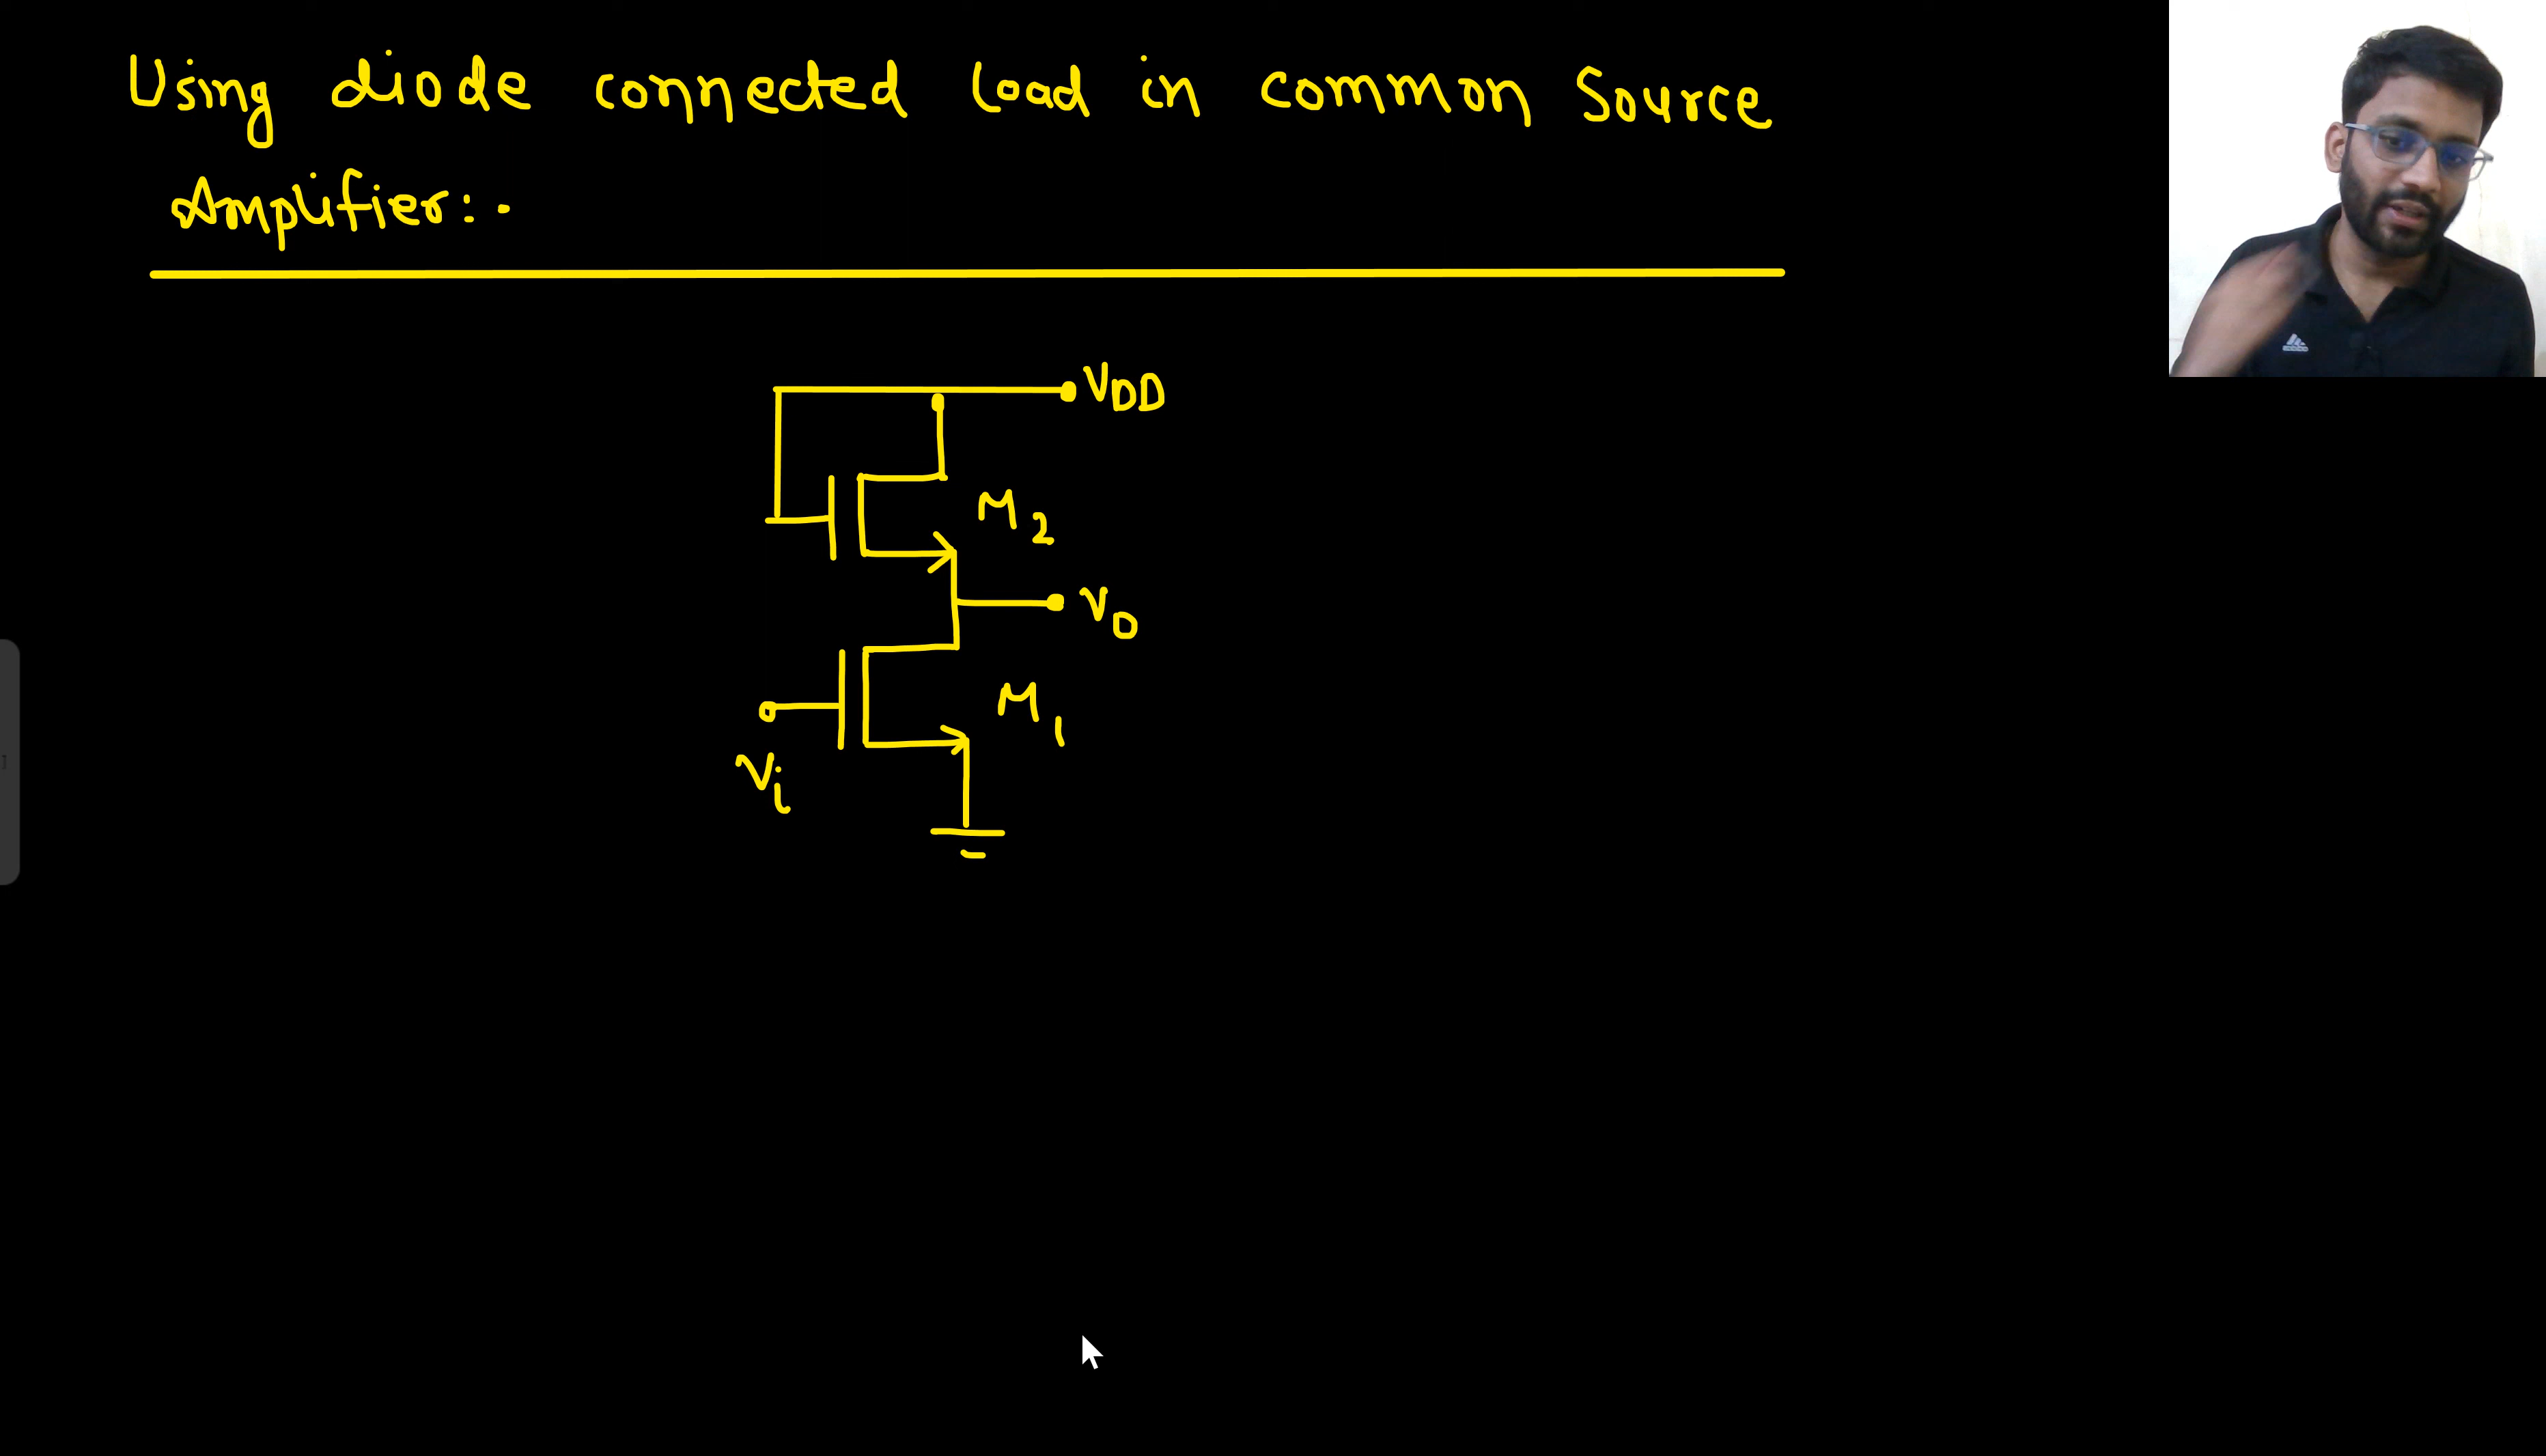 Using diode connected load in common source
Amplifier:-
VDD
M2
Vo
M1
Vi